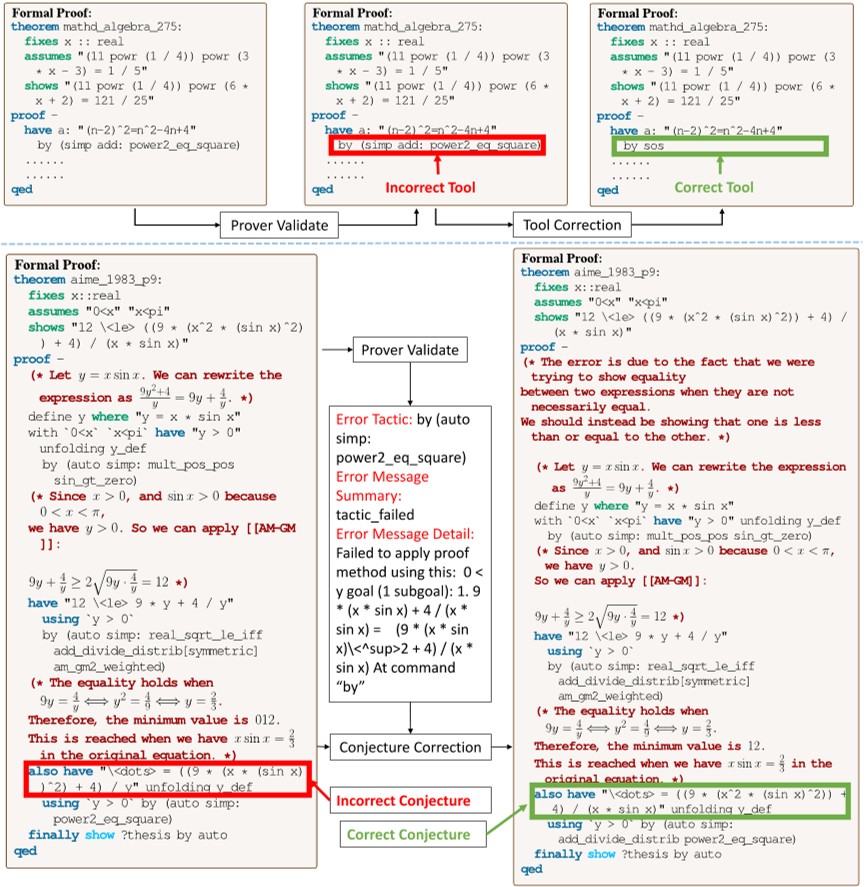 Formal Proof:
theorem mathd_algebra_275:
fixes x :: real
assumes "(11 powr (1 / 4)) powr (3
* x - 3) = 1 / 5"
shows "(11 powr (1 / 4)) powr (6 *
x + 2) = 121 / 25"
proof -
have a: "(n-2)^2=n^2-4n+4"
by (simp add: power2_eq_square)
......
......
qed
Formal Proof:
theorem mathd_algebra_275:
fixes x :: real
assumes "(11 powr (1 / 4)) powr (3
* x - 3) = 1 / 5"
shows "(11 powr (1 / 4)) powr (6 *
x + 2) = 121 / 25"
proof -
have a: "(n-2)^2=n^2-4n+4"
by (simp add: power2_eq_square)
......
......
qed
Incorrect Tool
Formal Proof:
theorem mathd_algebra_275:
fixes x :: real
assumes "(11 powr (1 / 4)) powr (3
* x - 3) = 1 / 5"
shows "(11 powr (1 / 4)) powr (6 *
x + 2) = 121 / 25"
proof -
have a: "(n-2)^2=n^2-4n+4"
by sos
......
......
qed
Correct Tool
Prover Validate
Tool Correction
Formal Proof:
theorem aime_1983_p9:
fixes x::real
assumes "0<x" "x<pi"
shows "12 \<le> ((9 * (x^2 * (sin x)^2)
) + 4) / (x * sin x)"
proof -
(* Let y = x sin x. We can rewrite the
expression as \frac{9y²+4}{y} = 9y + \frac{4}{y}. *)
define y where "y = x * sin x"
with `0<x` `x<pi` have "y > 0"
unfolding y_def
by (auto simp: mult_pos_pos
sin_gt_zero)
(* Since x > 0, and sin x > 0 because
0 < x < π,
we have y > 0. So we can apply [[AM-GM
]]:
9y + \frac{4}{y} ≥ 2\sqrt{9y · \frac{4}{y}} = 12 *)
have "12 \<le> 9 * y + 4 / y"
using `y > 0`
by (auto simp: real_sqrt_le_iff
add_divide_distrib[symmetric]
am_gm2_weighted)
(* The equality holds when
9y = \frac{4}{y} ⟺ y² = \frac{4}{9} ⟺ y = \frac{2}{3}.
Therefore, the minimum value is 012.
This is reached when we have x sin x = \frac{2}{3}
in the original equation. *)
also have "\<dots> = ((9 * (x * (sin x)
)^2) + 4) / y" unfolding y_def
using `y > 0` by (auto simp:
power2_eq_square)
finally show ?thesis by auto
qed
Prover Validate
Error Tactic: by (auto
simp:
power2_eq_square)
Error Message
Summary:
tactic_failed
Error Message Detail:
Failed to apply proof
method using this: 0 <
y goal (1 subgoal): 1. 9
* (x * sin x) + 4 / (x *
sin x) = (9 * (x * sin
x)\<^sup>2 + 4) / (x *
sin x) At command
"by"
Conjecture Correction
Incorrect Conjecture
Correct Conjecture
Formal Proof:
theorem aime_1983_p9:
fixes x::real
assumes "0<x" "x<pi"
shows "12 \<le> ((9 * (x^2 * (sin x)^2)) + 4) /
(x * sin x)"
proof -
(* The error is due to the fact that we were
trying to show equality
between two expressions when they are not
necessarily equal.
We should instead be showing that one is less
than or equal to the other. *)
(* Let y = x sin x. We can rewrite the expression
as \frac{9y²+4}{y} = 9y + \frac{4}{y}. *)
define y where "y = x * sin x"
with `0<x` `x<pi` have "y > 0" unfolding y_def
by (auto simp: mult_pos_pos sin_gt_zero)
(* Since x > 0, and sin x > 0 because 0 < x < π,
we have y > 0.
So we can apply [[AM-GM]]:
9y + \frac{4}{y} ≥ 2\sqrt{9y · \frac{4}{y}} = 12 *)
have "12 \<le> 9 * y + 4 / y"
using `y > 0`
by (auto simp: real_sqrt_le_iff
add_divide_distrib[symmetric]
am_gm2_weighted)
(* The equality holds when
9y = \frac{4}{y} ⟺ y² = \frac{4}{9} ⟺ y = \frac{2}{3}.
Therefore, the minimum value is 12.
This is reached when we have x sin x = \frac{2}{3} in the
original equation. *)
also have "\<dots> = ((9 * (x^2 * (sin x)^2)) +
4) / (x * sin x)" unfolding y_def
using `y > 0` by (auto simp:
add_divide_distrib power2_eq_square)
finally show ?thesis by auto
qed